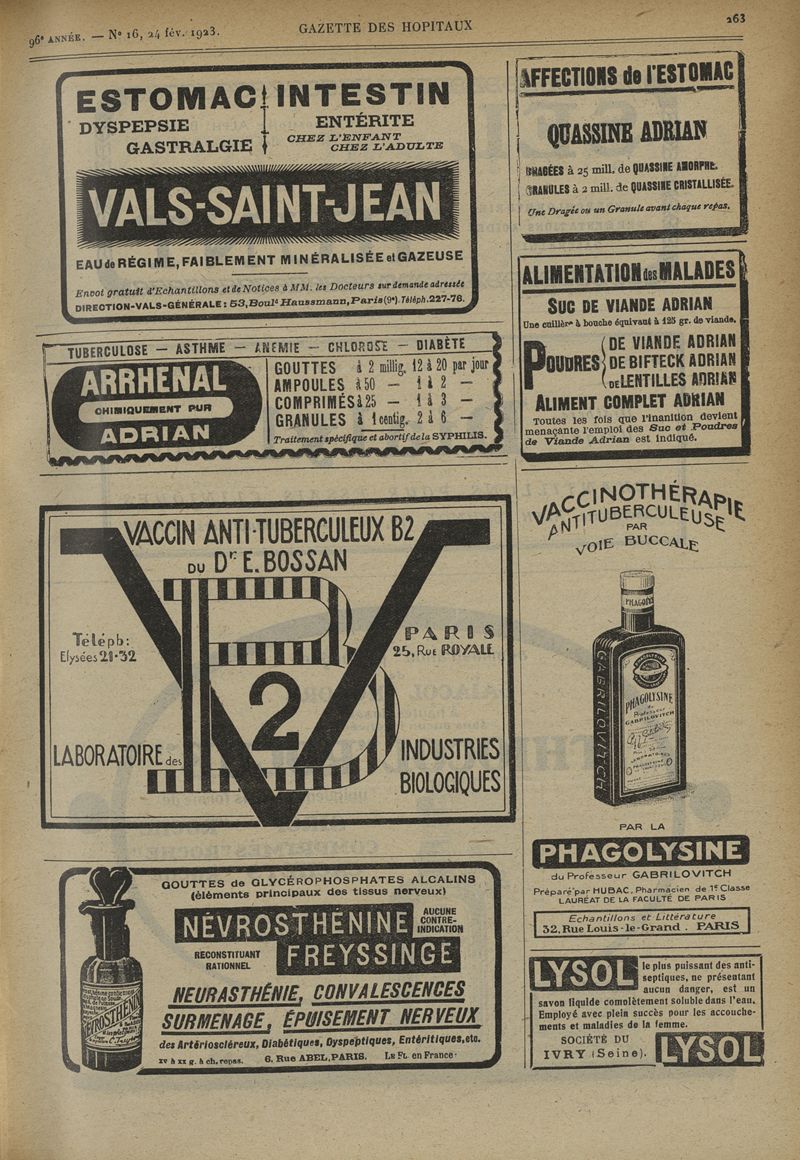 96e ANNÉE. — No 16, 24 fév. 1923.
GAZETTE DES HOPITAUX
263
ESTOMAC INTESTIN
DYSPEPSIE
GASTRALGIE
ENTÉRITE
CHEZ L'ENFANT
CHEZ L'ADULTE
VALS-SAINT-JEAN
EAU de RÉGIME, FAIBLEMENT MINÉRALISÉE et GAZEUSE
Envoi gratuit d'Echantillons et de Notices à MM. les Docteurs sur demande adressée
DIRECTION-VALS-GÉNÉRALE : 53, Boulᵈ Haussmann, Paris (9ᵉ). Téléph. 227-76.
AFFECTIONS de l'ESTOMAC
QUASSINE ADRIAN
DRAGÉES à 25 mill. de QUASSINE AMORPHE.
GRANULES à 2 mill. de QUASSINE CRISTALLISÉE.
Une Dragée ou un Granule avant chaque repas.
TUBERCULOSE — ASTHME — ANÉMIE — CHLOROSE — DIABÈTE
ARRHÉNAL
CHIMIQUEMENT PUR
ADRIAN
GOUTTES à 2 millig. 12 à 20 par jour
AMPOULES à 50 — 1 à 2 —
COMPRIMÉS à 25 — 1 à 3 —
GRANULES à 1 centig. 2 à 6 —
Traitement spécifique et abortif de la SYPHILIS.
ALIMENTATION des MALADES
SUC DE VIANDE ADRIAN
Une cuillèrᵉ à bouche équivaut à 125 gr. de viande.
POUDRES
DE VIANDE ADRIAN
DE BIFTECK ADRIAN
DE LENTILLES ADRIAN
ALIMENT COMPLET ADRIAN
Toutes les fois que l'inanition devient
menaçante l'emploi des Suc et Poudres
de Viande Adrian est indiqué.
VACCIN ANTI-TUBERCULEUX B2
DU Dr E. BOSSAN
Téléph:
Elysées 21-32
PARIS
25, Rue ROYALE
VB
2
LABORATOIRE des
INDUSTRIES
BIOLOGIQUES
VACCINOTHÉRAPIE
ANTITUBERCULEUSE
PAR
VOIE BUCCALE
PHAGOLYSINE
GABRILOVITCH
GABRILOVITCH
PAR LA
PHAGOLYSINE
du Professeur GABRILOVITCH
Préparé par HUBAC, Pharmacien de 1ᵉ Classe
LAURÉAT DE LA FACULTÉ DE PARIS
Echantillons et Littérature
32, Rue Louis-le-Grand . PARIS
GOUTTES de GLYCÉROPHOSPHATES ALCALINS
(éléments principaux des tissus nerveux)
NÉVROSTHÉNINE
AUCUNE
CONTRE-
INDICATION
RECONSTITUANT
RATIONNEL
FREYSSINGE
NEURASTHÉNIE, CONVALESCENCES
SURMENAGE, ÉPUISEMENT NERVEUX
des Artérioscléreux, Diabétiques, Dyspeptiques, Entéritiques, etc.
XV à XX g. à ch. repas. 6, Rue ABEL, PARIS. Le Fl. en France
NÉVROSTHÉNINE
LYSOL
le plus puissant des anti-
septiques, ne présentant
aucun danger, est un
savon liquide complètement soluble dans l'eau.
Employé avec plein succès pour les accouche-
ments et maladies de la femme.
SOCIÉTÉ DU
IVRY (Seine).
LYSOL